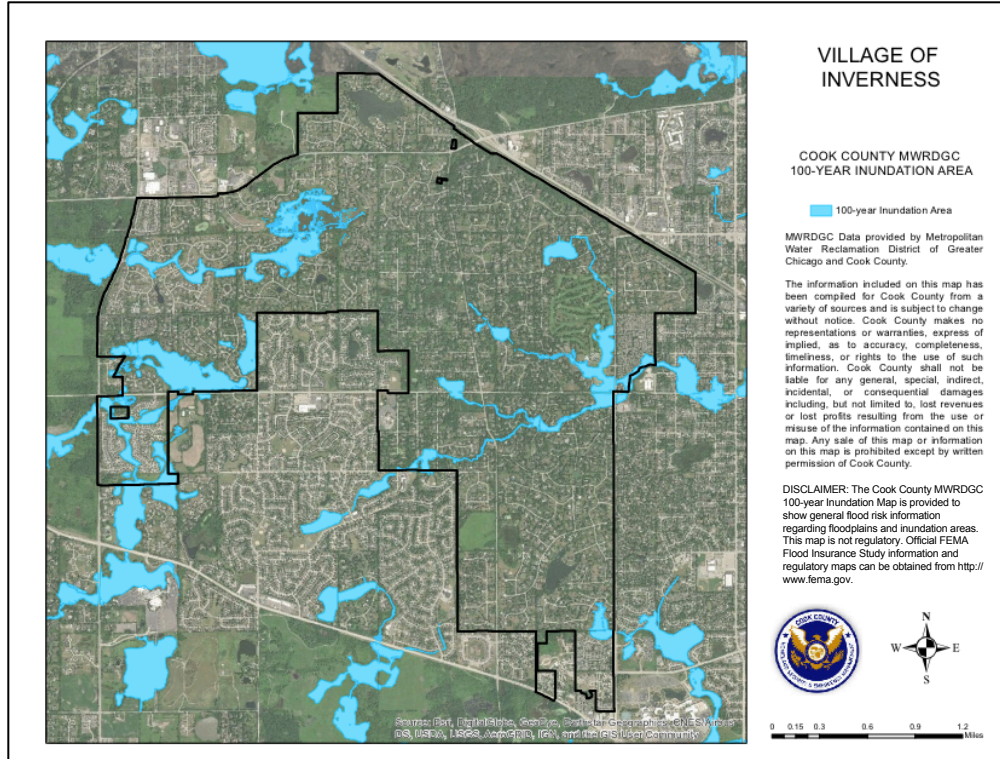 VILLAGE OF
INVERNESS
COOK COUNTY MWRDGC
100-YEAR INUNDATION AREA
100-year Inundation Area
MWRDGC Data provided by Metropolitan
Water Reclamation District of Greater
Chicago and Cook County.
The information included on this map has
been compiled for Cook County from a
variety of sources and is subject to change
without notice. Cook County makes no
representations or warranties, express of
implied, as to accuracy, completeness,
timeliness, or rights to the use of such
information. Cook County shall not be
liable for any general, special, indirect,
incidental, or consequential damages
including, but not limited to, lost revenues
or lost profits resulting from the use or
misuse of the information contained on this
map. Any sale of this map or information
on this map is prohibited except by written
permission of Cook County.
DISCLAIMER: The Cook County MWRDGC
100-year Inundation Map is provided to
show general flood risk information
regarding floodplains and inundation areas.
This map is not regulatory. Official FEMA
Flood Insurance Study information and
regulatory maps can be obtained from http://
www.fema.gov.
COOK COUNTY
N
W E
S
0 0.15 0.3 0.6 0.9 1.2
Miles
Source: Esri, DigitalGlobe, GeoEye, Earthstar Geographics, CNES/Airbus
DS, USDA, USGS, AeroGRID, IGN, and the GIS User Community